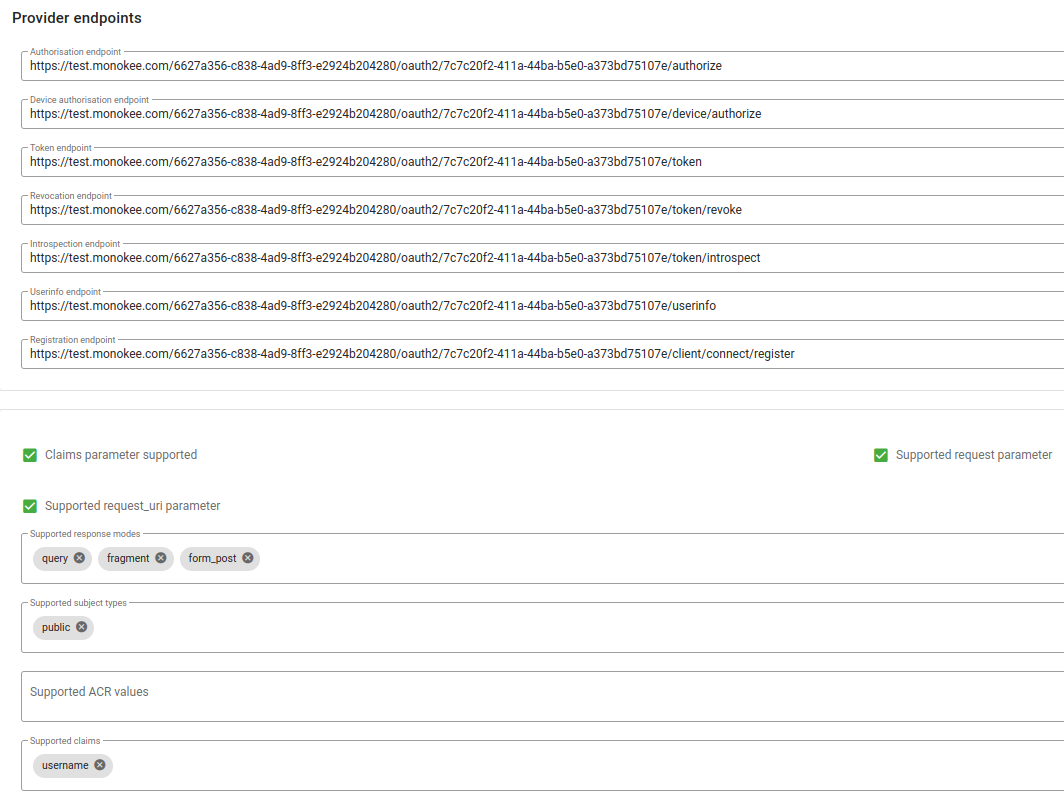 Provider endpoints
Authorisation endpoint
https://test.monokee.com/6627a356-c838-4ad9-8ff3-e2924b204280/oauth2/7c7c20f2-411a-44ba-b5e0-a373bd75107e/authorize
Device authorisation endpoint
https://test.monokee.com/6627a356-c838-4ad9-8ff3-e2924b204280/oauth2/7c7c20f2-411a-44ba-b5e0-a373bd75107e/device/authorize
Token endpoint
https://test.monokee.com/6627a356-c838-4ad9-8ff3-e2924b204280/oauth2/7c7c20f2-411a-44ba-b5e0-a373bd75107e/token
Revocation endpoint
https://test.monokee.com/6627a356-c838-4ad9-8ff3-e2924b204280/oauth2/7c7c20f2-411a-44ba-b5e0-a373bd75107e/token/revoke
Introspection endpoint
https://test.monokee.com/6627a356-c838-4ad9-8ff3-e2924b204280/oauth2/7c7c20f2-411a-44ba-b5e0-a373bd75107e/token/introspect
Userinfo endpoint
https://test.monokee.com/6627a356-c838-4ad9-8ff3-e2924b204280/oauth2/7c7c20f2-411a-44ba-b5e0-a373bd75107e/userinfo
Registration endpoint
https://test.monokee.com/6627a356-c838-4ad9-8ff3-e2924b204280/oauth2/7c7c20f2-411a-44ba-b5e0-a373bd75107e/client/connect/register
Claims parameter supported Supported request parameter
Supported request_uri parameter
Supported response modes
query fragment form_post
Supported subject types
public
Supported ACR values
Supported claims
username